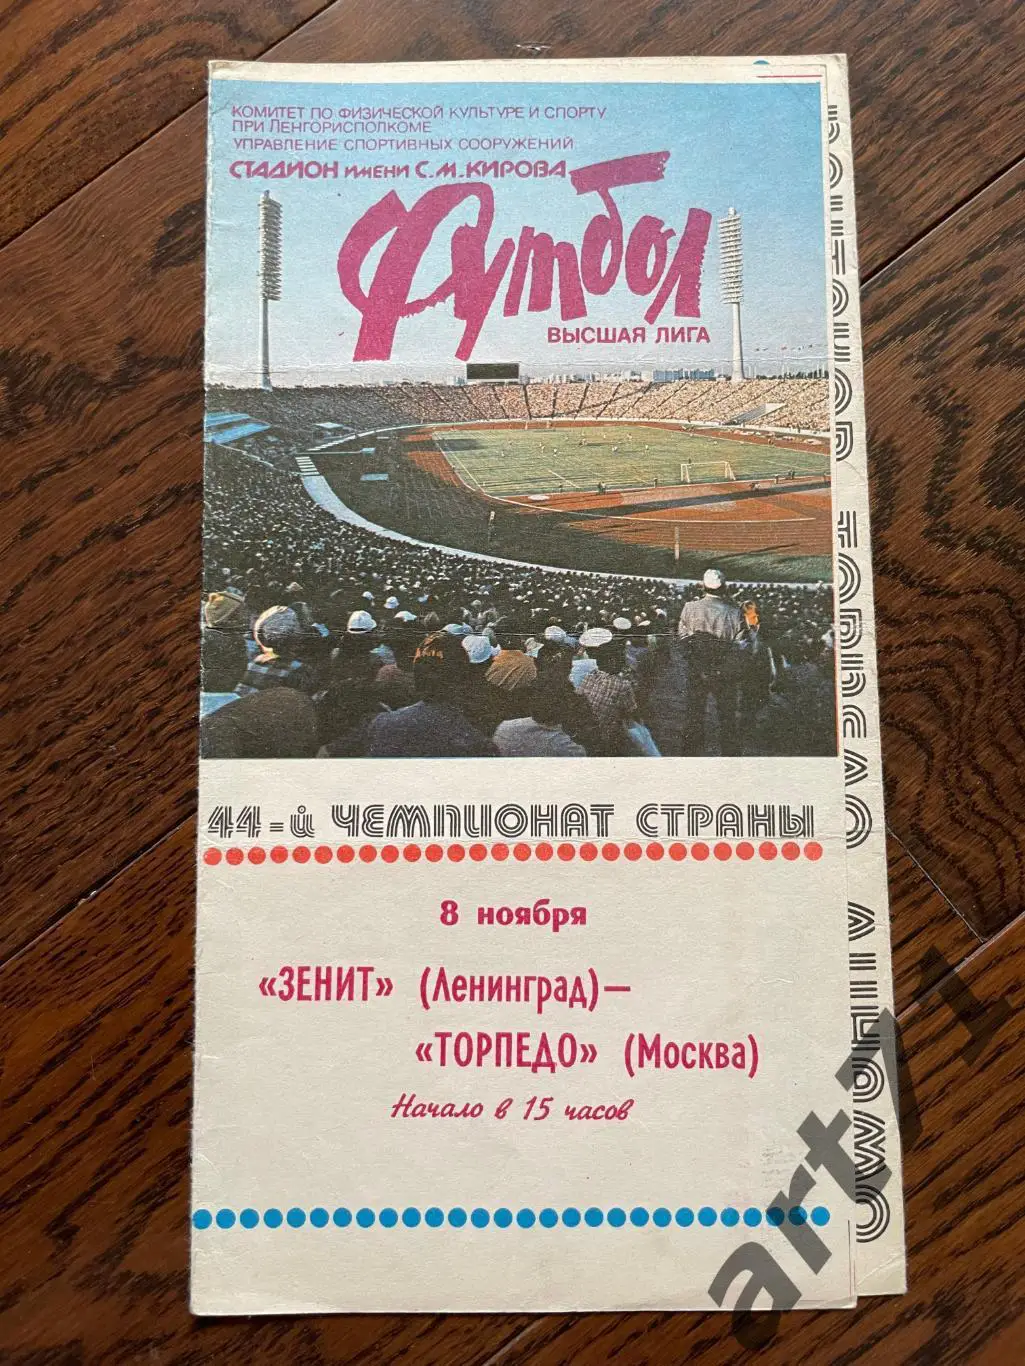 КОМИТЕТ ПО ФИЗИЧЕСКОЙ КУЛЬТУРЕ И СПОРТУ
ПРИ ЛЕНГОРИСПОЛКОМЕ
УПРАВЛЕНИЕ СПОРТИВНЫХ СООРУЖЕНИЙ
СТАДИОН ИМЕНИ С.М.КИРОВА
Футбол
ВЫСШАЯ ЛИГА
44-й ЧЕМПИОНАТ СТРАНЫ
8 ноября
«ЗЕНИТ» (Ленинград)—
«ТОРПЕДО» (Москва)
Начало в 15 часов
art71